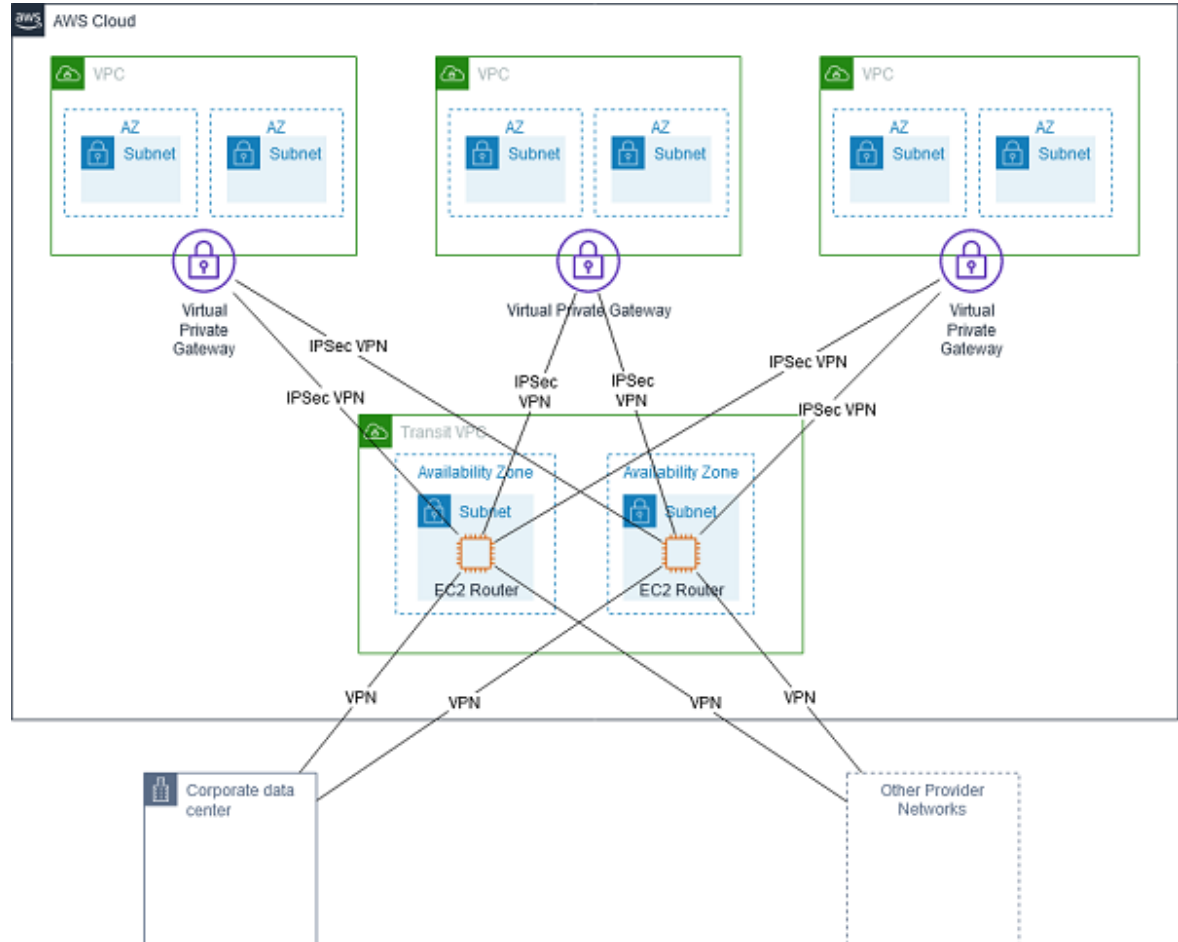 aws
AWS Cloud
VPC
VPC
VPC
AZ
AZ
AZ
AZ
AZ
AZ
Subnet
Subnet
Subnet
Subnet
Subnet
Subnet
Virtual
Private
Gateway
Virtual Private Gateway
Virtual
Private
Gateway
IPSec VPN
IPSec VPN
IPSec
VPN
IPSec
VPN
IPSec VPN
IPSec VPN
Transit VPC
Availability Zone
Availability Zone
Subnet
Subnet
EC2 Router
EC2 Router
VPN
VPN
VPN
VPN
Corporate data
center
Other Provider
Networks